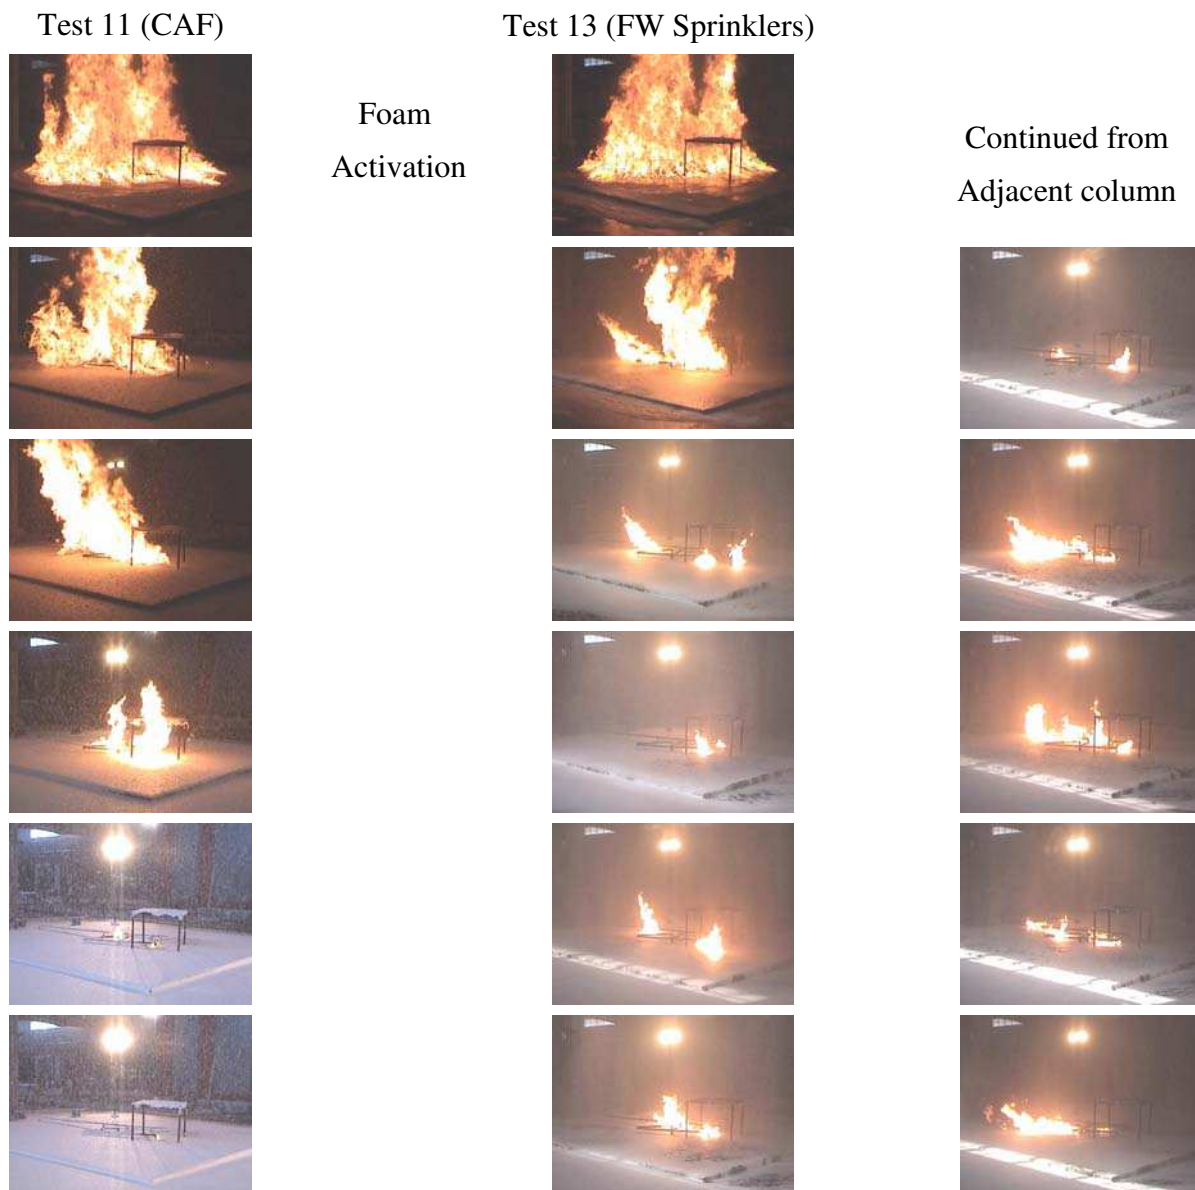 Test 11 (CAF)
Test 13 (FW Sprinklers)
Foam
Activation
Continued from
Adjacent column